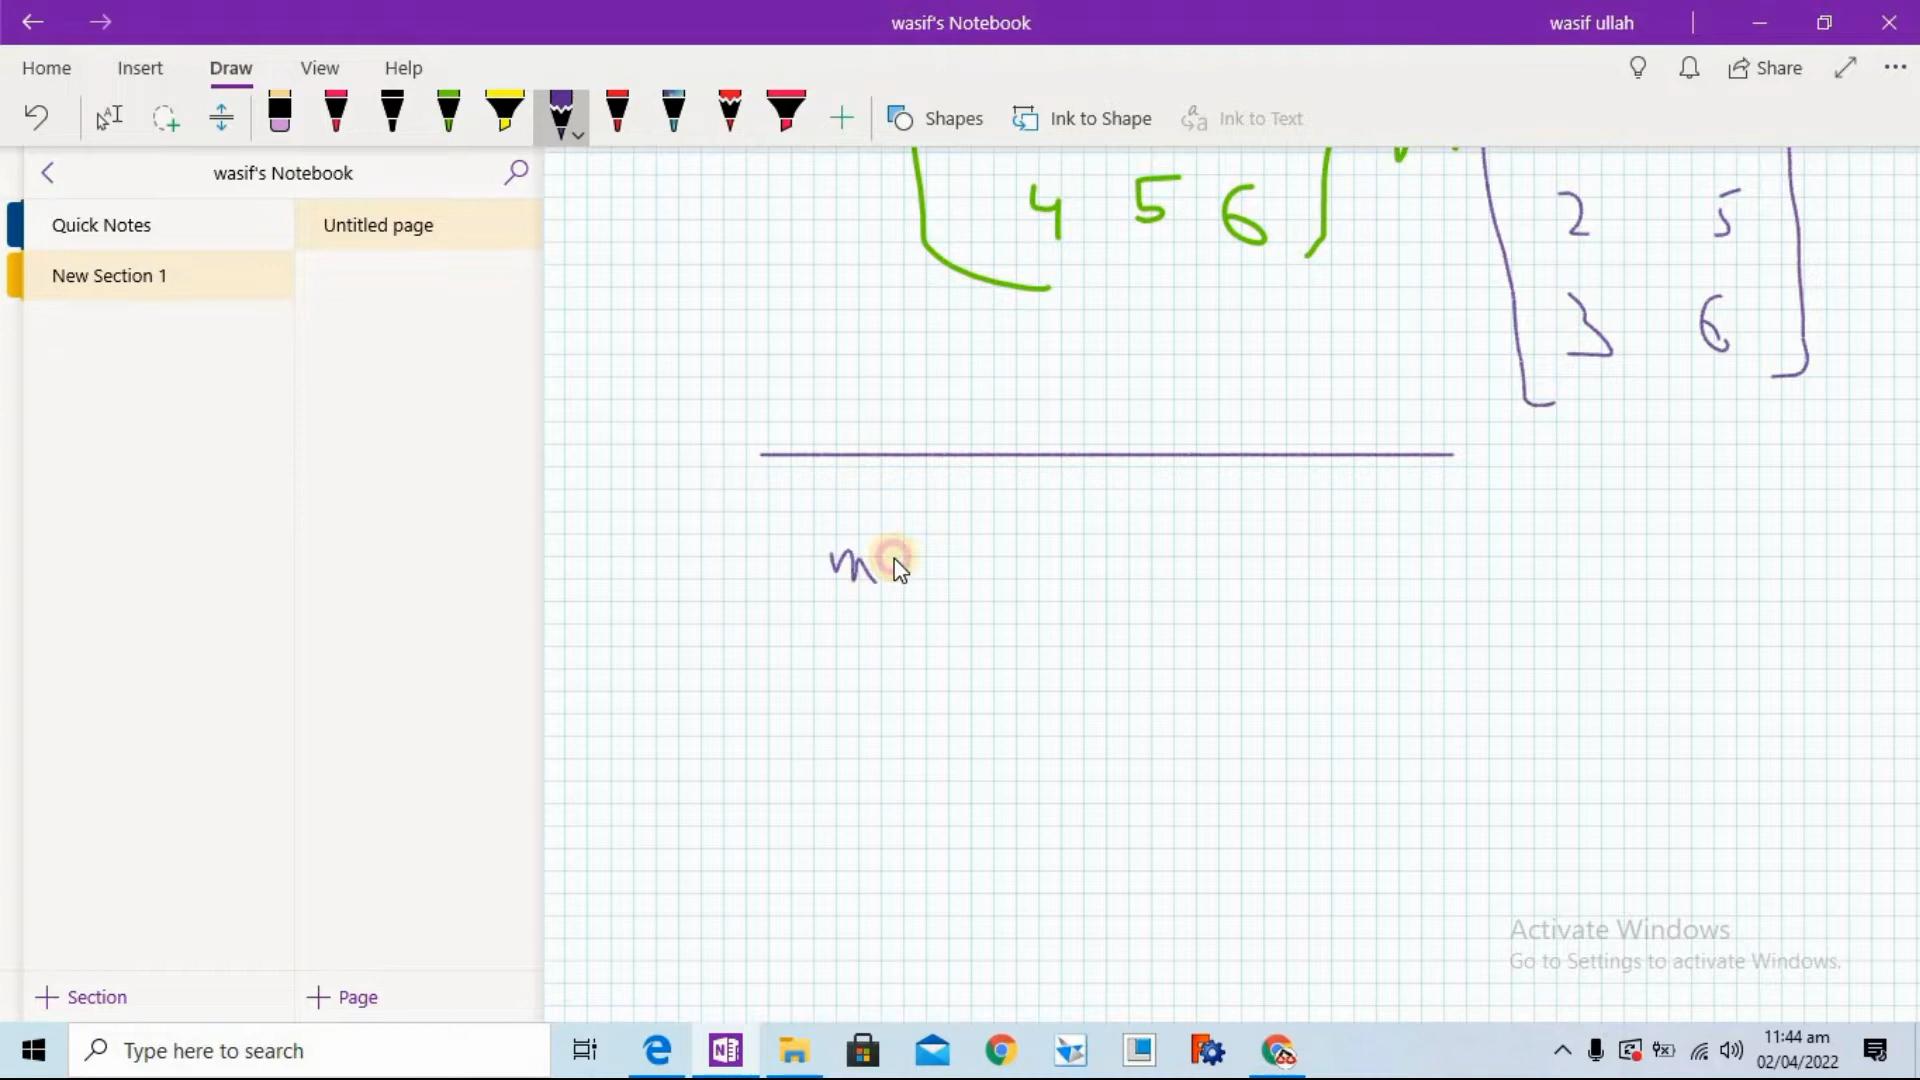 wasif's Notebook
wasif ullah
Home Insert Draw View Help
Share
Shapes Ink to Shape Ink to Text
wasif's Notebook
Quick Notes
Untitled page
New Section 1
4 5 6
2 5
3 6
m
Activate Windows
Go to Settings to activate Windows.
+ Section + Page
Type here to search
11:44 am
02/04/2022